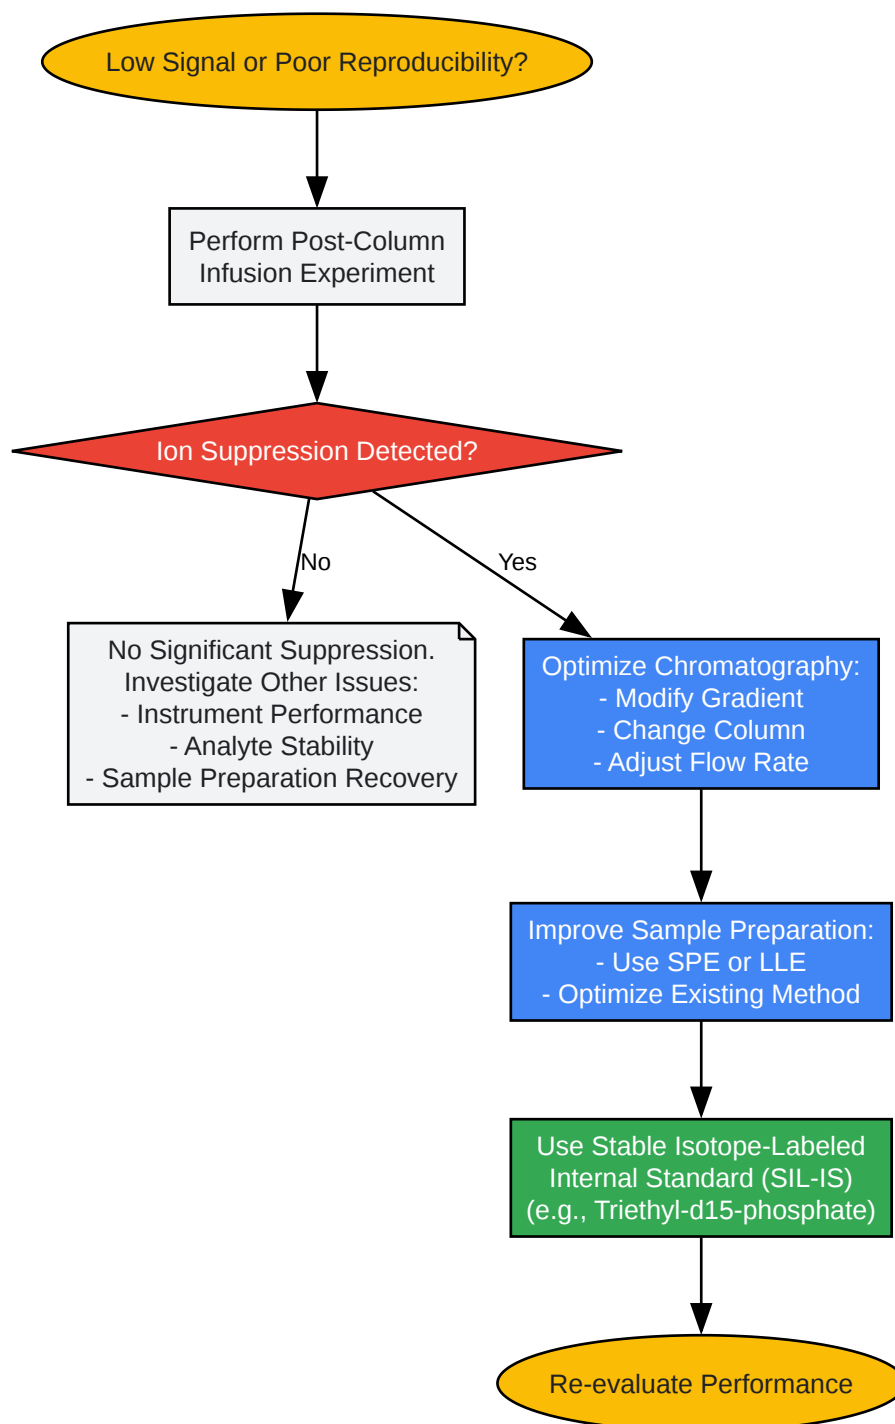 Low Signal or Poor Reproducibility?
Perform Post-Column
Infusion Experiment
Ion Suppression Detected?
No
Yes
No Significant Suppression.
Investigate Other Issues:
- Instrument Performance
- Analyte Stability
- Sample Preparation Recovery
Optimize Chromatography:
- Modify Gradient
- Change Column
- Adjust Flow Rate
Improve Sample Preparation:
- Use SPE or LLE
- Optimize Existing Method
Use Stable Isotope-Labeled
Internal Standard (SIL-IS)
(e.g., Triethyl-d15-phosphate)
Re-evaluate Performance